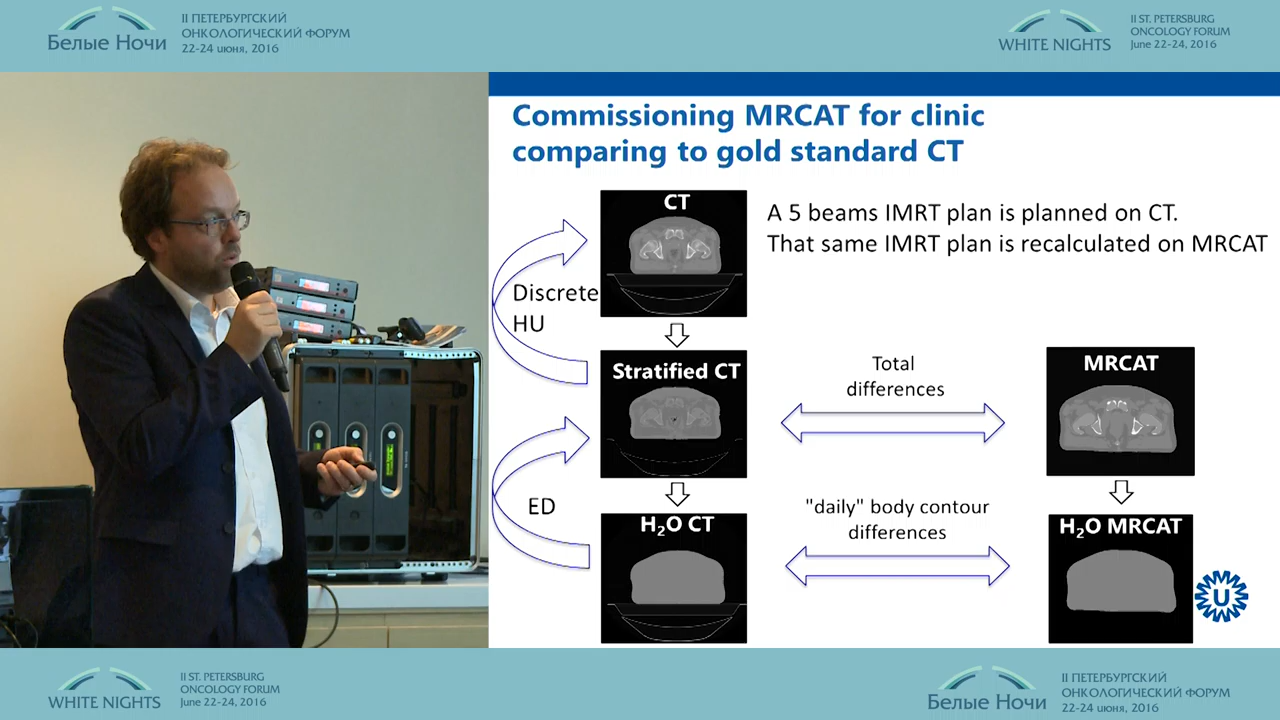 Белые Ночи
II ПЕТЕРБУРГСКИЙ
ОНКОЛОГИЧЕСКИЙ ФОРУМ
22-24 июня, 2016
WHITE NIGHTS
II ST. PETERSBURG
ONCOLOGY FORUM
June 22-24, 2016
Commissioning MRCAT for clinic
comparing to gold standard CT
CT
A 5 beams IMRT plan is planned on CT.
That same IMRT plan is recalculated on MRCAT
Discrete
HU
Stratified CT
Total
differences
MRCAT
ED
H₂O CT
"daily" body contour
differences
H₂O MRCAT
U
WHITE NIGHTS
II ST. PETERSBURG
ONCOLOGY FORUM
June 22-24, 2016
Белые Ночи
II ПЕТЕРБУРГСКИЙ
ОНКОЛОГИЧЕСКИЙ ФОРУМ
22-24 июня, 2016